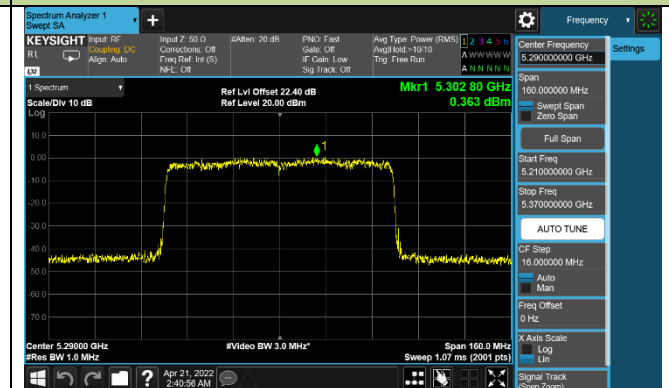 Spectrum Analyzer 1
Swept SA
+
Frequency
KEYSIGHT
RL
LXI
Input: RF
Coupling: DC
Align: Auto
Input Z: 50 Ω
Corrections: Off
Freq Ref: Int (S)
NFE: Off
#Atten: 20 dB
PNO: Fast
Gate: Off
IF Gain: Low
Sig Track: Off
Avg Type: Power (RMS)
Avg|Hold:>10/10
Trig: Free Run
1 2 3 4 5 6
A W W W W W
A N N N N N
1 Spectrum
Scale/Div 10 dB
Log
Ref Lvl Offset 22.40 dB
Ref Level 20.00 dBm
Mkr1 5.302 80 GHz
0.363 dBm
1
10.0
0.00
-10.0
-20.0
-30.0
-40.0
-50.0
-60.0
-70.0
Center 5.29000 GHz
#Res BW 1.0 MHz
#Video BW 3.0 MHz*
Span 160.0 MHz
Sweep 1.07 ms (2001 pts)
Center Frequency
5.290000000 GHz
Settings
Span
160.000000 MHz
Swept Span
Zero Span
Full Span
Start Freq
5.210000000 GHz
Stop Freq
5.370000000 GHz
AUTO TUNE
CF Step
16.000000 MHz
Auto
Man
Freq Offset
0 Hz
X Axis Scale
Log
Lin
Signal Track
(Span Zoom)
?
Apr 21, 2022
2:40:56 AM